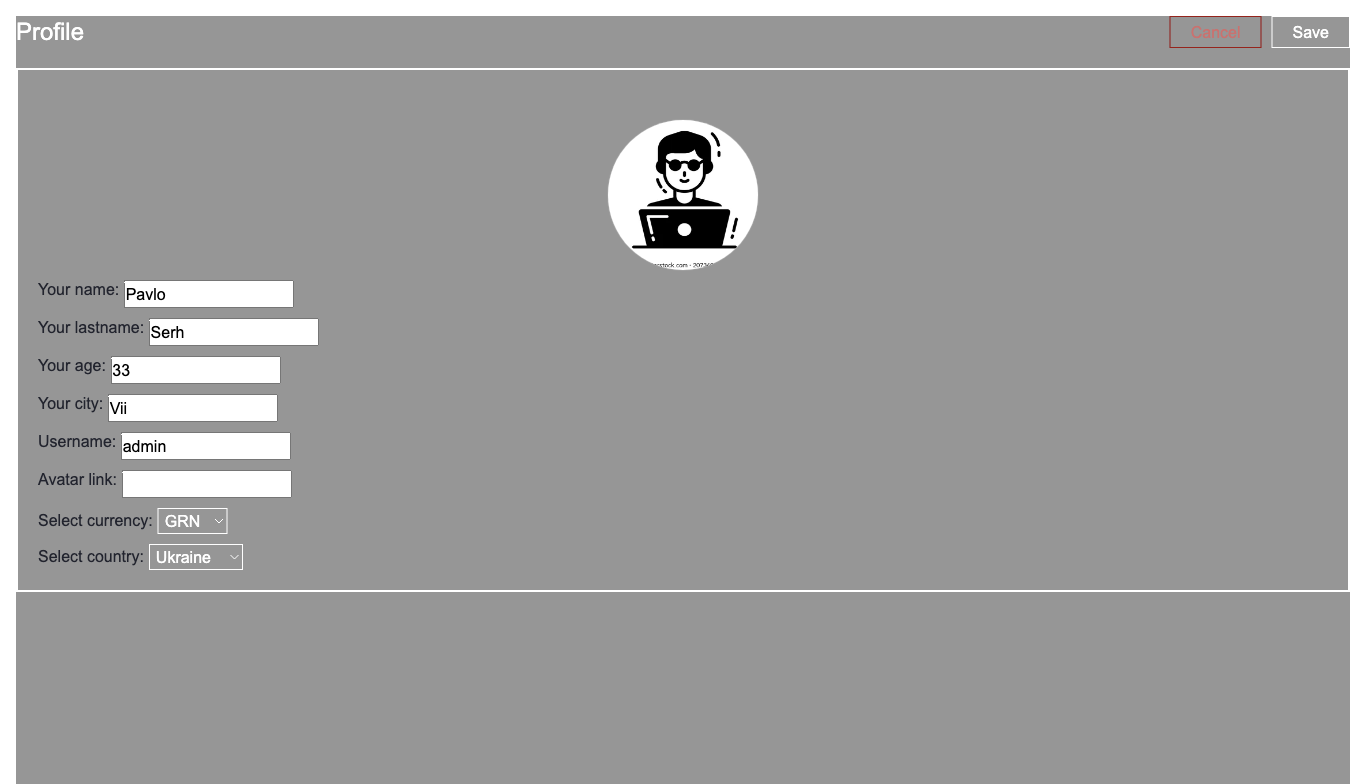 Profile
Cancel
Save
Your name: Pavlo
Your lastname: Serh
Your age: 33
Your city: Vii
Username: admin
Avatar link:
Select currency: GRN
Select country: Ukraine